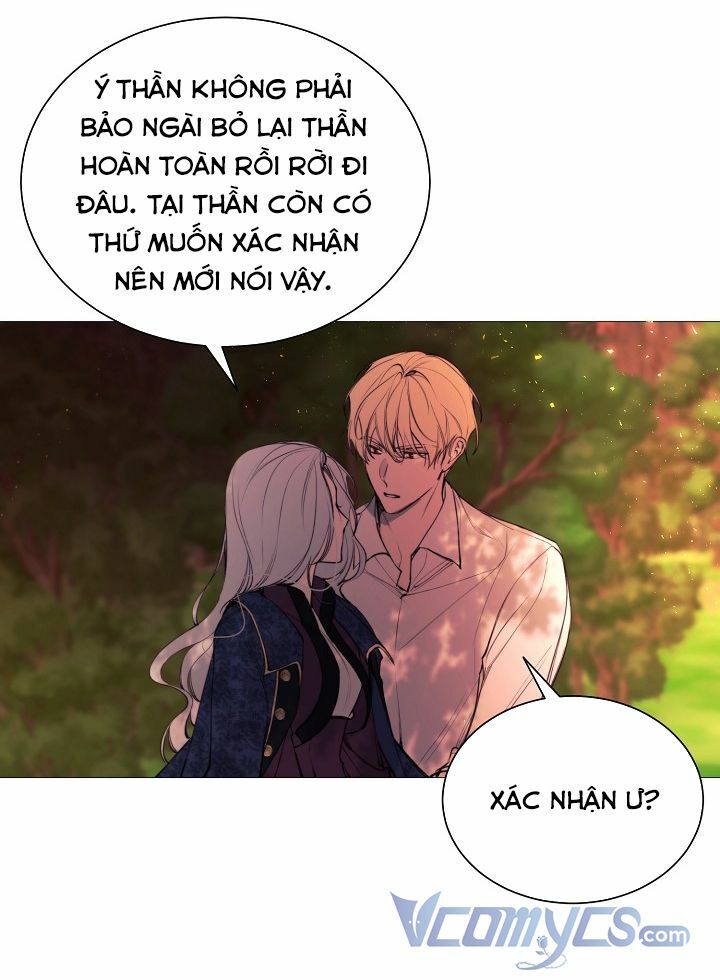 Ý THẦN KHÔNG PHẢI
BẢO NGÀI BỎ LẠI THẦN
HOÀN TOÀN RỒI RỜI ĐI
ĐÂU. TẠI THẦN CÒN CÓ
THỨ MUỐN XÁC NHẬN
NÊN MỚI NÓI VẬY.
XÁC NHẬN Ư?
VCOMYCS.com